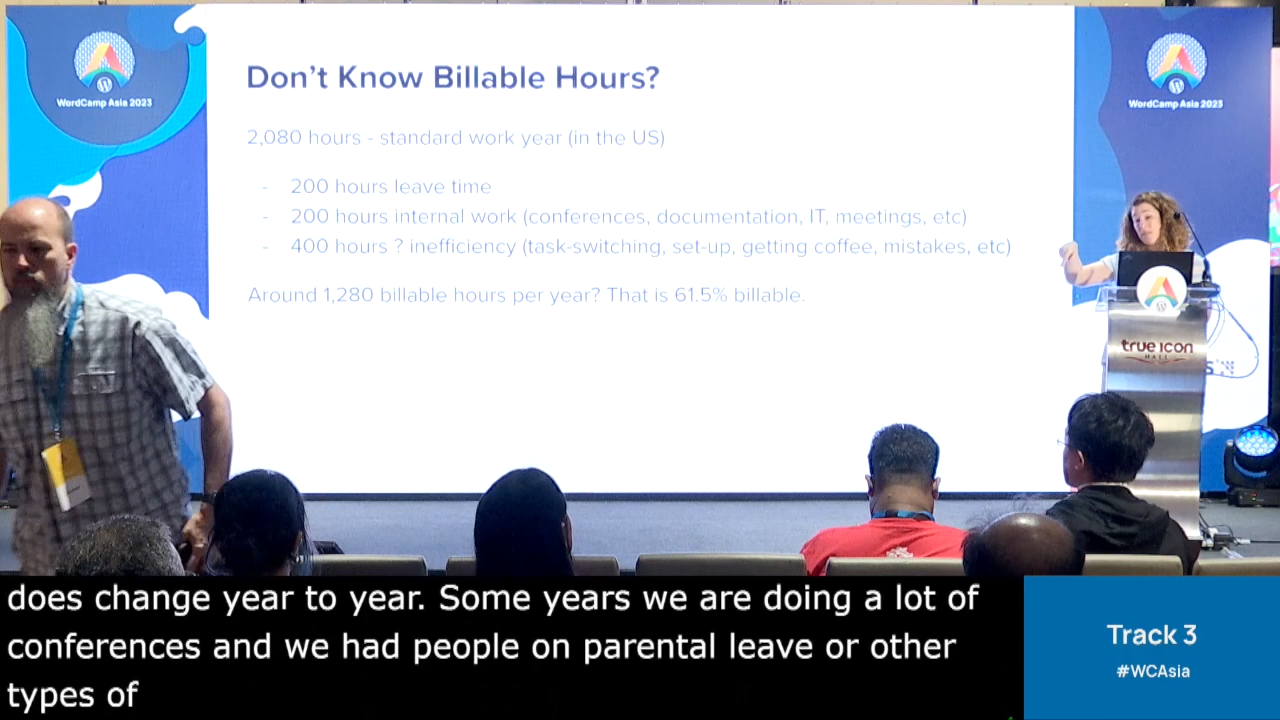 WordCamp Asia 2023
Don't Know Billable Hours?
2,080 hours - standard work year (in the US)
- 200 hours leave time
- 200 hours internal work (conferences, documentation, IT, meetings, etc)
- 400 hours ? inefficiency (task-switching, set-up, getting coffee, mistakes, etc)
Around 1,280 billable hours per year? That is 61.5% billable.
WordCamp Asia 2023
true icon
HALL
does change year to year. Some years we are doing a lot of
conferences and we had people on parental leave or other
types of
Track 3
#WCAsia